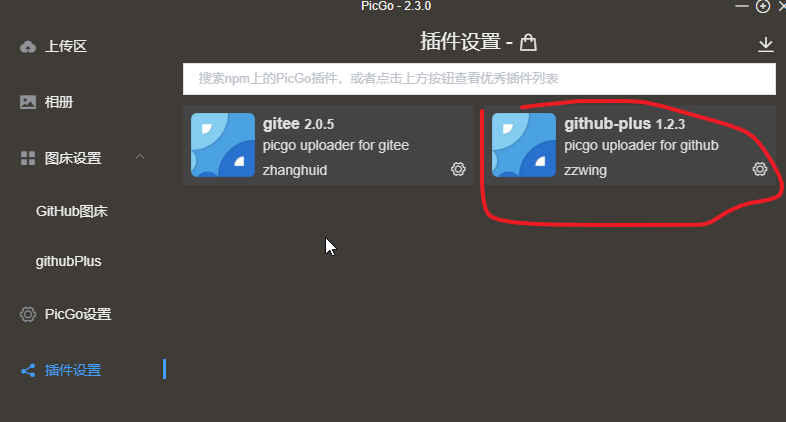 PicGo - 2.3.0
上传区
相册
图床设置
GitHub图床
githubPlus
PicGo设置
插件设置
插件设置 -
搜索npm上的PicGo插件，或者点击上方按钮查看优秀插件列表
gitee 2.0.5
picgo uploader for gitee
zhanghuid
github-plus 1.2.3
picgo uploader for github
zzwing